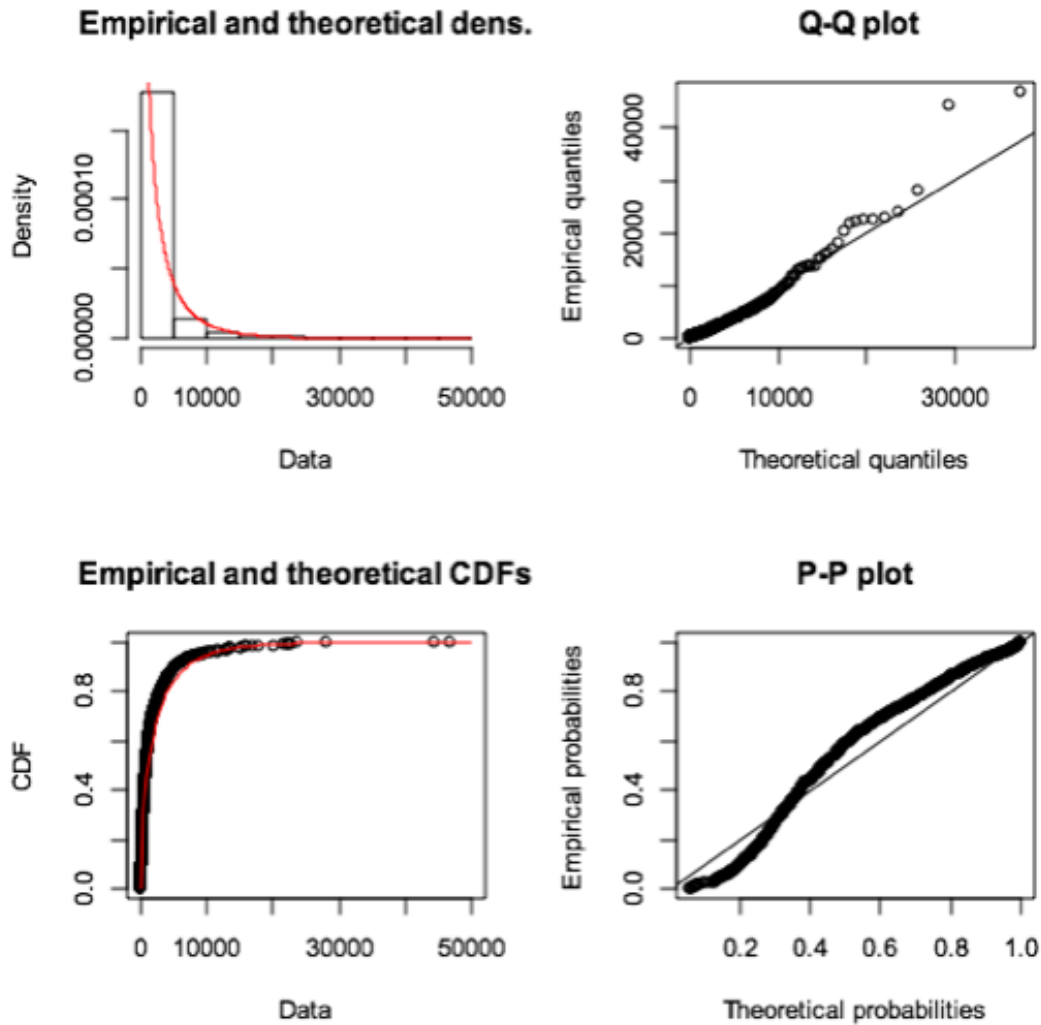 Empirical and theoretical dens.
Density
0.00000
0.00010
0
10000
30000
50000
Data
Q-Q plot
Empirical quantiles
0
20000
40000
0
10000
30000
Theoretical quantiles
Empirical and theoretical CDFs
CDF
0.0
0.4
0.8
0
10000
30000
50000
Data
P-P plot
Empirical probabilities
0.0
0.4
0.8
0.2
0.4
0.6
0.8
1.0
Theoretical probabilities